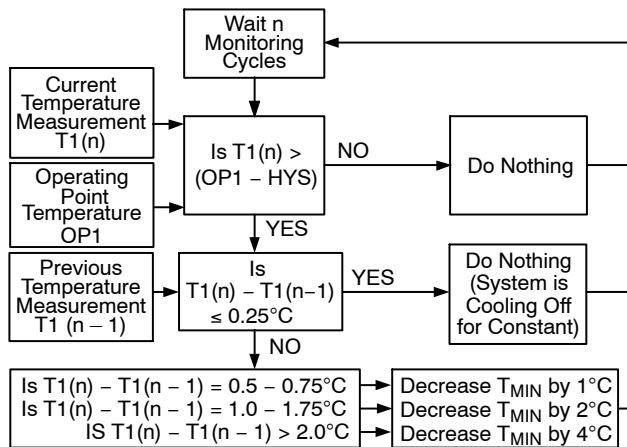 Wait n
Monitoring
Cycles
Current
Temperature
Measurement
T1(n)
Is T1(n) >
(OP1 – HYS)
NO
Do Nothing
Operating
Point
Temperature
OP1
YES
Previous
Temperature
Measurement
T1 (n – 1)
Is
T1(n) – T1(n–1)
≤ 0.25°C
YES
Do Nothing
(System is
Cooling Off
for Constant)
NO
Is T1(n) – T1(n – 1) = 0.5 – 0.75°C
Decrease TMIN by 1°C
Is T1(n) – T1(n – 1) = 1.0 – 1.75°C
Decrease TMIN by 2°C
IS T1(n) – T1(n – 1) > 2.0°C
Decrease TMIN by 4°C